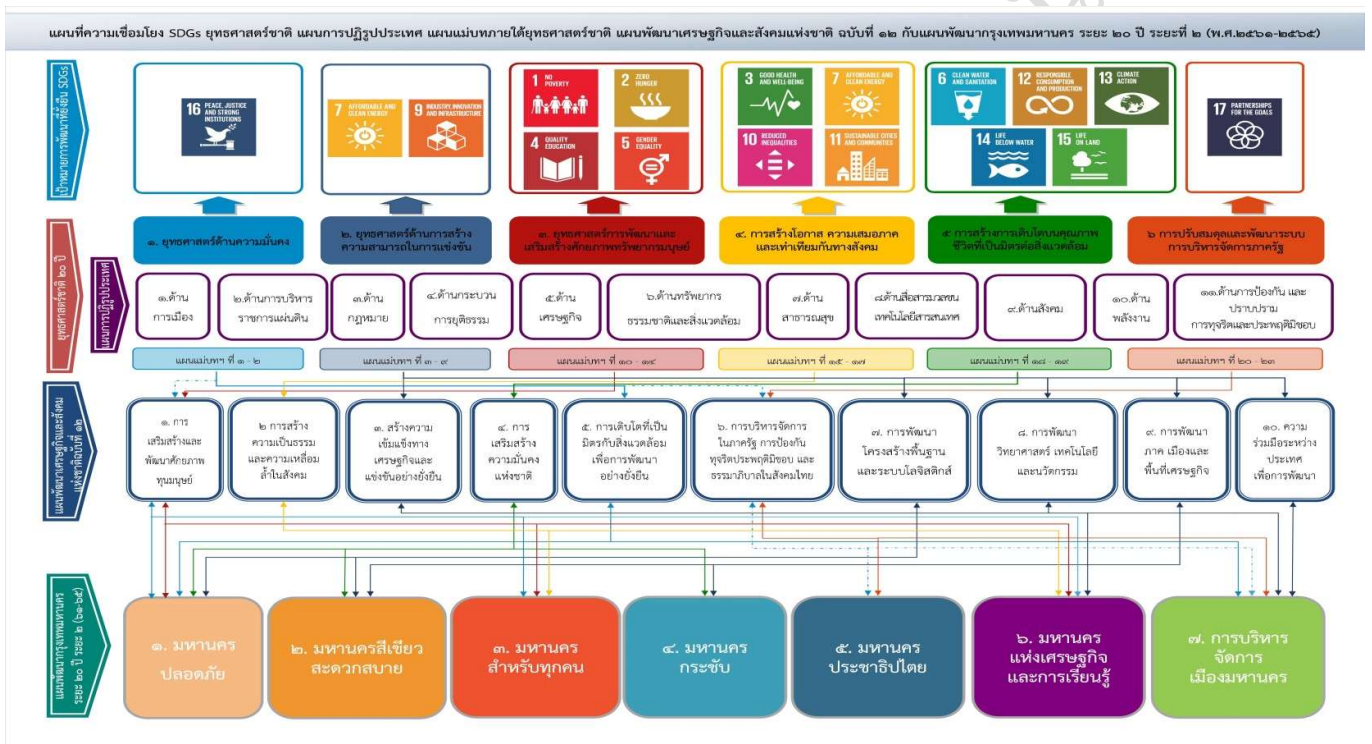 แผนที่ความเชื่อมโยง SDGs ยุทธศาสตร์ชาติ แผนการปฏิรูปประเทศ แผนแม่บทภายใต้ยุทธศาสตร์ชาติ แผนพัฒนาเศรษฐกิจและสังคมแห่งชาติ ฉบับที่ ๑๒ กับแผนพัฒนากรุงเทพมหานคร ระยะ ๒๐ ปี ระยะที่ ๒ (พ.ศ.๒๕๖๑-๒๕๖๕)
เป้าหมายการพัฒนาที่ยั่งยืน SDGs
16 PEACE, JUSTICE
AND STRONG
INSTITUTIONS
7 AFFORDABLE AND
CLEAN ENERGY
9 INDUSTRY, INNOVATION
AND INFRASTRUCTURE
1 NO
POVERTY
2 ZERO
HUNGER
4 QUALITY
EDUCATION
5 GENDER
EQUALITY
3 GOOD HEALTH
AND WELL-BEING
7 AFFORDABLE AND
CLEAN ENERGY
10 REDUCED
INEQUALITIES
11 SUSTAINABLE CITIES
AND COMMUNITIES
6 CLEAN WATER
AND SANITATION
12 RESPONSIBLE
CONSUMPTION
AND PRODUCTION
13 CLIMATE
ACTION
14 LIFE
BELOW WATER
15 LIFE
ON LAND
17 PARTNERSHIPS
FOR THE GOALS
ยุทธศาสตร์ชาติ ๒๐ ปี
๑. ยุทธศาสตร์ด้านความมั่นคง
๒. ยุทธศาสตร์ด้านการสร้าง
ความสามารถในการแข่งขัน
๓. ยุทธศาสตร์การพัฒนาและ
เสริมสร้างศักยภาพทรัพยากรมนุษย์
๔. การสร้างโอกาส ความเสมอภาค
และเท่าเทียมกันทางสังคม
๕ การสร้างการเติบโตบนคุณภาพ
ชีวิตที่เป็นมิตรต่อสิ่งแวดล้อม
๖ การปรับสมดุลและพัฒนาระบบ
การบริหารจัดการภาครัฐ
แผนการปฏิรูปประเทศ
๑.ด้าน
การเมือง
๒.ด้านการบริหาร
ราชการแผ่นดิน
๓.ด้าน
กฎหมาย
๔.ด้านกระบวน
การยุติธรรม
๕.ด้าน
เศรษฐกิจ
๖.ด้านทรัพยากร
ธรรมชาติและสิ่งแวดล้อม
๗.ด้าน
สาธารณสุข
๘.ด้านสื่อสารมวลชน
เทคโนโลยีสารสนเทศ
๙.ด้านสังคม
๑๐.ด้าน
พลังงาน
๑๑.ด้านการป้องกัน และ
ปราบปราม
การทุจริตและประพฤติมิชอบ
แผนแม่บทฯ ที่ ๑ - ๒
แผนแม่บทฯ ที่ ๓ - ๙
แผนแม่บทฯ ที่ ๑๐ - ๑๔
แผนแม่บทฯ ที่ ๑๕ - ๑๗
แผนแม่บทฯ ที่ ๑๘ - ๑๙
แผนแม่บทฯ ที่ ๒๐ - ๒๓
แผนพัฒนาเศรษฐกิจและสังคม
แห่งชาติฉบับที่ ๑๒
๑. การ
เสริมสร้างและ
พัฒนาศักยภาพ
ทุนมนุษย์
๒ การสร้าง
ความเป็นธรรม
และความเหลื่อม
ล้ำในสังคม
๓. สร้างความ
เข้มแข็งทาง
เศรษฐกิจและ
แข่งขันอย่างยั่งยืน
๔. การ
เสริมสร้าง
ความมั่นคง
แห่งชาติ
๕. การเติบโตที่เป็น
มิตรกับสิ่งแวดล้อม
เพื่อการพัฒนา
อย่างยั่งยืน
๖. การบริหารจัดการ
ในภาครัฐ การป้องกัน
ทุจริตประพฤติมิชอบ และ
ธรรมาภิบาลในสังคมไทย
๗. การพัฒนา
โครงสร้างพื้นฐาน
และระบบโลจิสติกส์
๘. การพัฒนา
วิทยาศาสตร์ เทคโนโลยี
และนวัตกรรม
๙. การพัฒนา
ภาค เมืองและ
พื้นที่เศรษฐกิจ
๑๐. ความ
ร่วมมือระหว่าง
ประเทศ
เพื่อการพัฒนา
แผนพัฒนากรุงเทพมหานคร
ระยะ ๒๐ ปี ระยะ ๒ (๖๑-๖๕)
๑. มหานคร
ปลอดภัย
๒. มหานครสีเขียว
สะดวกสบาย
๓. มหานคร
สำหรับทุกคน
๔. มหานคร
กระชับ
๕. มหานคร
ประชาธิปไตย
๖. มหานคร
แห่งเศรษฐกิจ
และการเรียนรู้
๗. การบริหาร
จัดการ
เมืองมหานคร